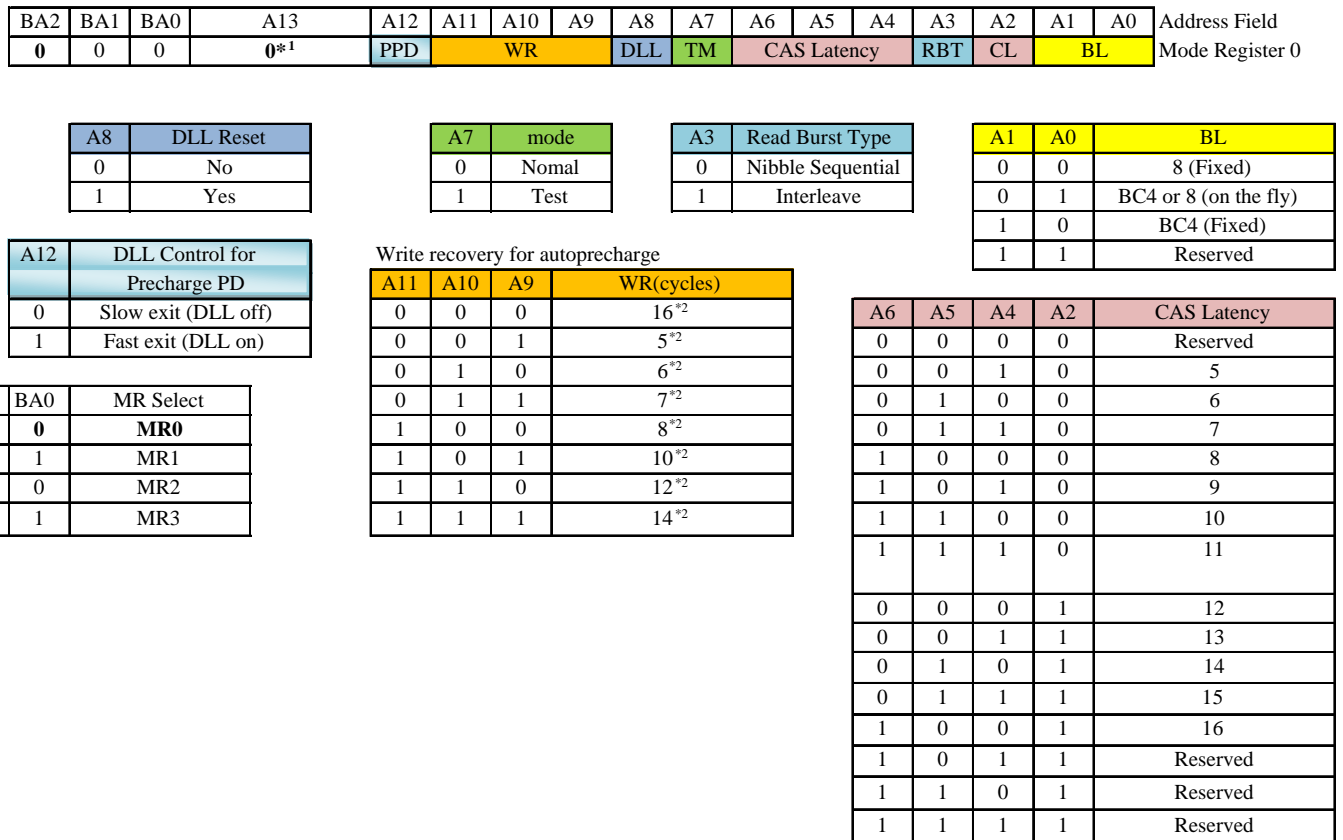 BA2 BA1 BA0 A13 A12 A11 A10 A9 A8 A7 A6 A5 A4 A3 A2 A1 A0 Address Field
0 0 0 0*1 PPD WR DLL TM CAS Latency RBT CL BL Mode Register 0
A8 DLL Reset
0 No
1 Yes
A7 mode
0 Nomal
1 Test
A3 Read Burst Type
0 Nibble Sequential
1 Interleave
A1 A0 BL
0 0 8 (Fixed)
0 1 BC4 or 8 (on the fly)
1 0 BC4 (Fixed)
1 1 Reserved
A12 DLL Control for
Precharge PD
0 Slow exit (DLL off)
1 Fast exit (DLL on)
Write recovery for autoprecharge
A11 A10 A9 WR(cycles)
0 0 0 16*2
0 0 1 5*2
0 1 0 6*2
0 1 1 7*2
1 0 0 8*2
1 0 1 10*2
1 1 0 12*2
1 1 1 14*2
BA0 MR Select
0 MR0
1 MR1
0 MR2
1 MR3
A6 A5 A4 A2 CAS Latency
0 0 0 0 Reserved
0 0 1 0 5
0 1 0 0 6
0 1 1 0 7
1 0 0 0 8
1 0 1 0 9
1 1 0 0 10
1 1 1 0 11
0 0 0 1 12
0 0 1 1 13
0 1 0 1 14
0 1 1 1 15
1 0 0 1 16
1 0 1 1 Reserved
1 1 0 1 Reserved
1 1 1 1 Reserved